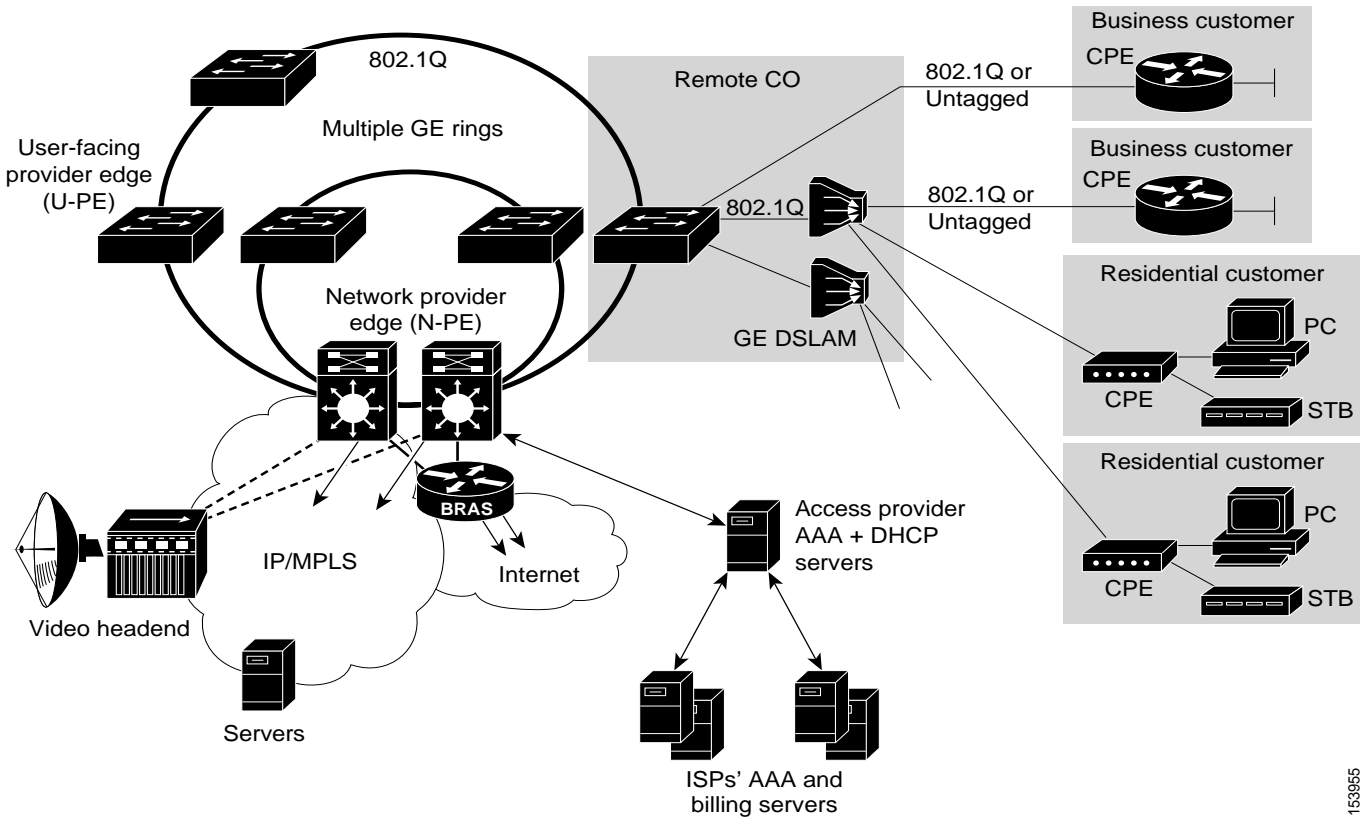 802.1Q
Multiple GE rings
User-facing
provider edge
(U-PE)
Network provider
edge (N-PE)
Remote CO
802.1Q
GE DSLAM
802.1Q or
Untagged
802.1Q or
Untagged
Business customer
CPE
Business customer
CPE
Residential customer
PC
CPE
STB
Residential customer
PC
CPE
STB
BRAS
IP/MPLS
Internet
Video headend
Servers
Access provider
AAA + DHCP
servers
ISPs' AAA and
billing servers
153955